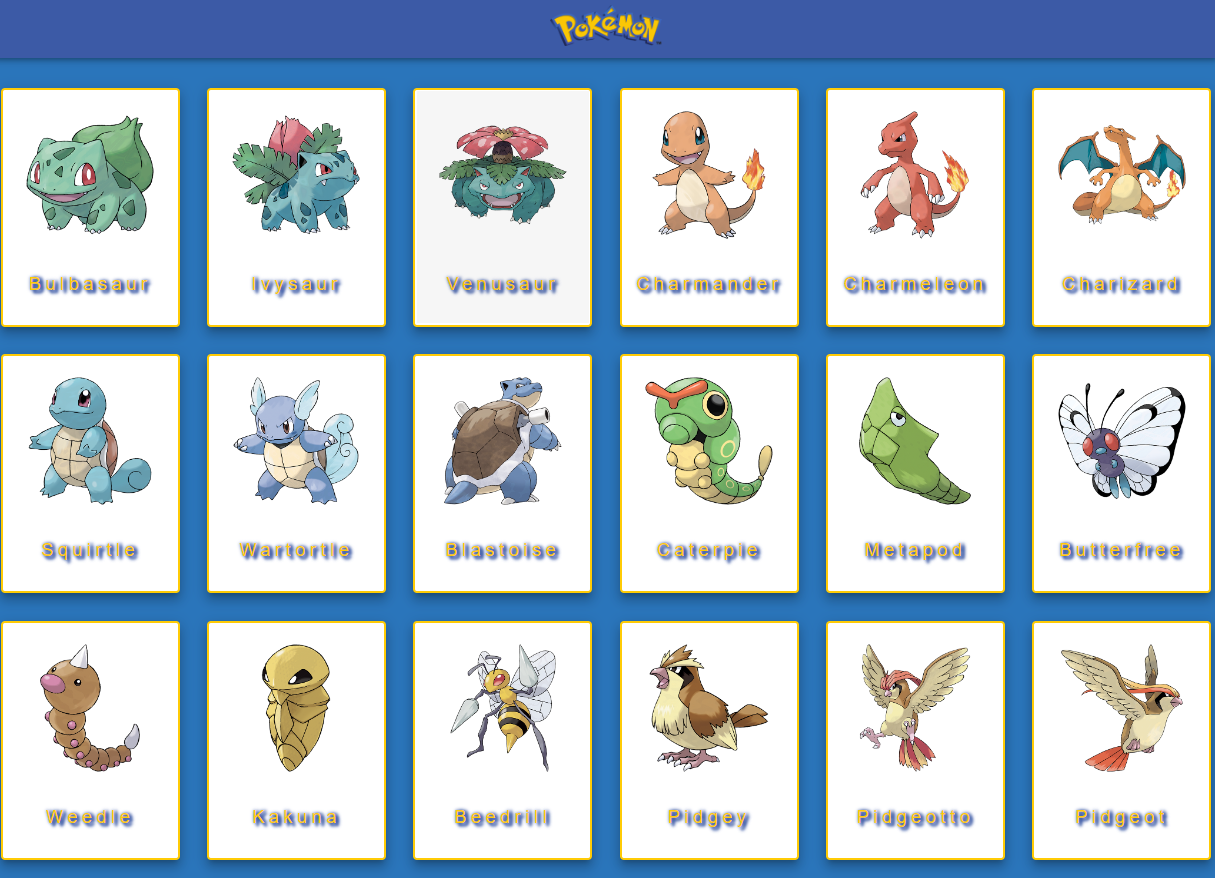 Pokémon
Bulbasaur
Ivysaur
Venusaur
Charmander
Charmeleon
Charizard
Squirtle
Wartortle
Blastoise
Caterpie
Metapod
Butterfree
Weedle
Kakuna
Beedrill
Pidgey
Pidgeotto
Pidgeot